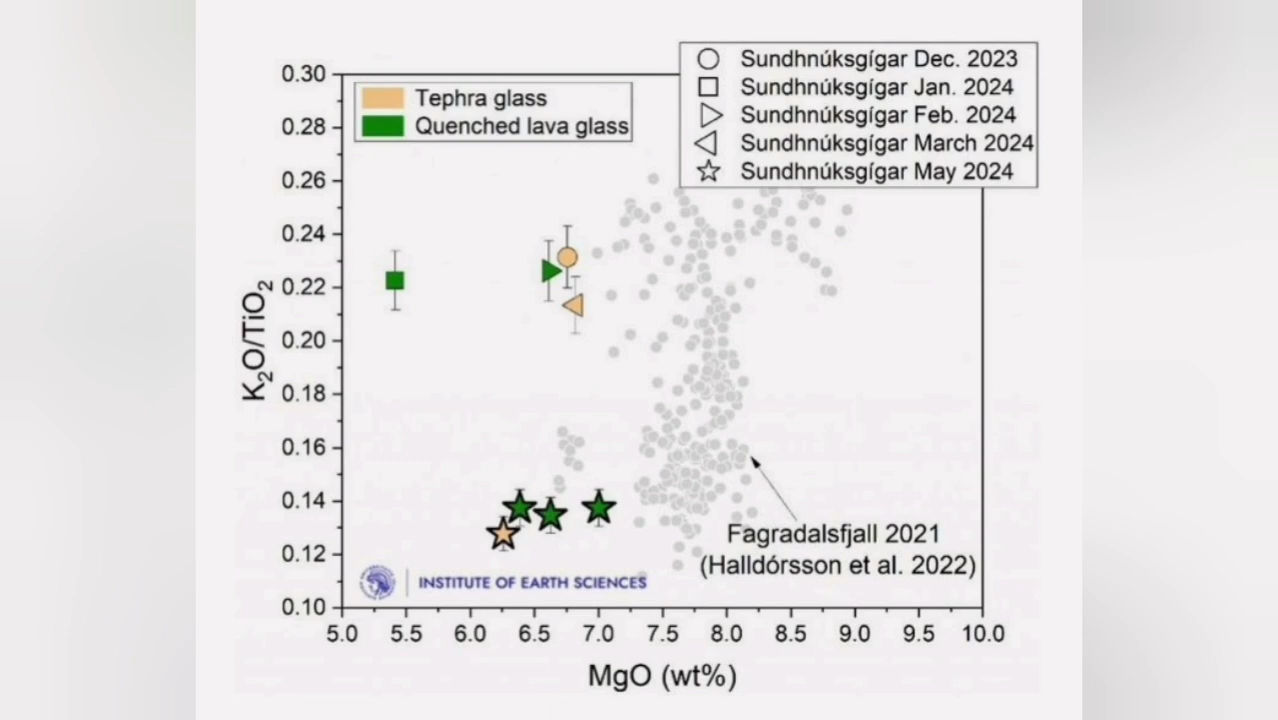 Sundhnúksgígar Dec. 2023
Sundhnúksgígar Jan. 2024
Sundhnúksgígar Feb. 2024
Sundhnúksgígar March 2024
Sundhnúksgígar May 2024
Tephra glass
Quenched lava glass
K₂O/TiO₂
0.30
0.28
0.26
0.24
0.22
0.20
0.18
0.16
0.14
0.12
0.10
Fagradalsfjall 2021
(Halldórsson et al. 2022)
INSTITUTE OF EARTH SCIENCES
5.0 5.5 6.0 6.5 7.0 7.5 8.0 8.5 9.0 9.5 10.0
MgO (wt%)